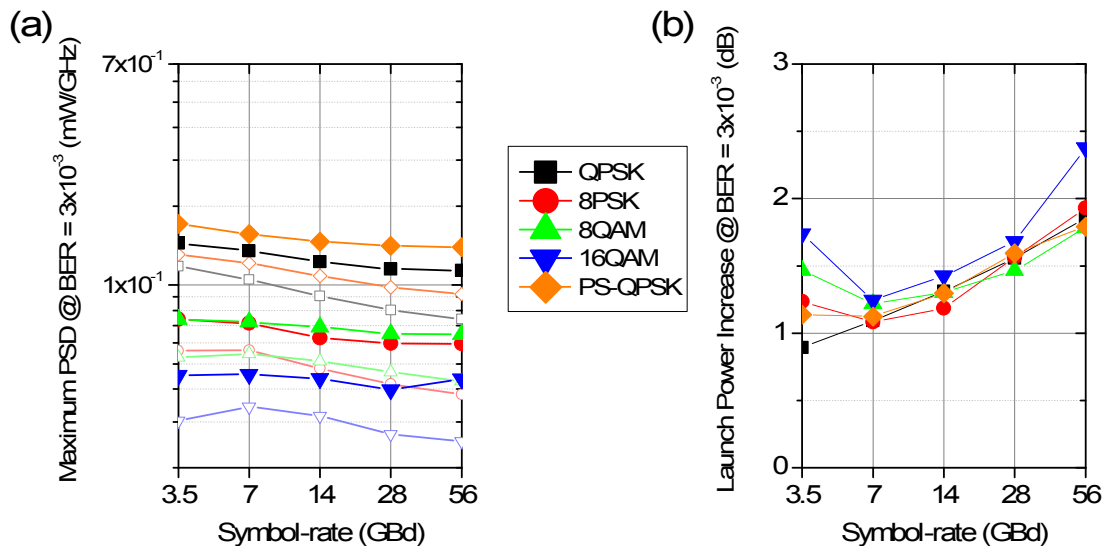 (a)
Maximum PSD @ BER = 3x10⁻³ (mW/GHz)
7x10⁻¹
1x10⁻¹
3.5 7 14 28 56
Symbol-rate (GBd)
QPSK
8PSK
8QAM
16QAM
PS-QPSK
(b)
Launch Power Increase @ BER = 3x10⁻³ (dB)
3
2
1
0
3.5 7 14 28 56
Symbol-rate (GBd)